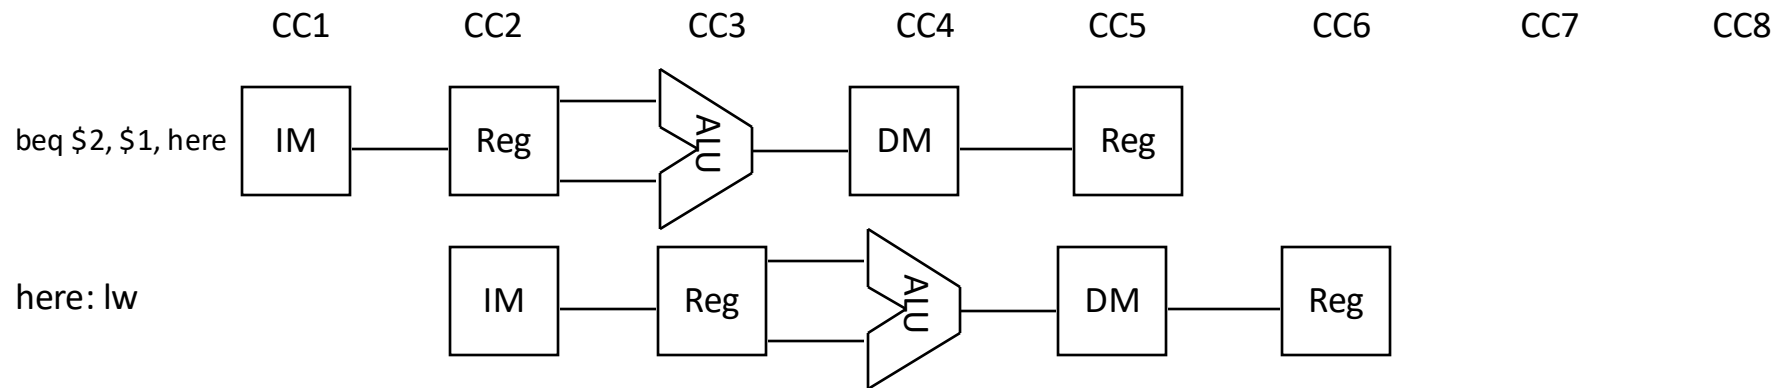 CC1 CC2 CC3 CC4 CC5 CC6 CC7 CC8
beq $2, $1, here IM Reg ALU DM Reg
here: lw IM Reg ALU DM Reg